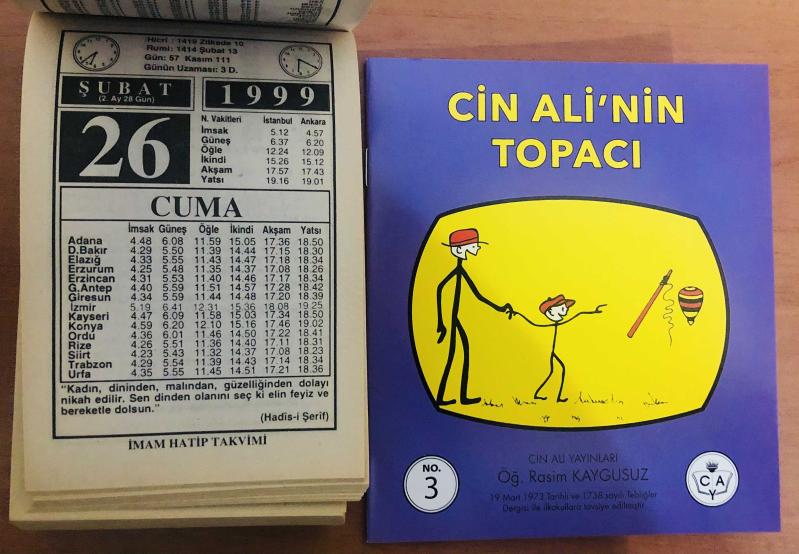 Hicri : 1419 Zilkade 10
Rumi: 1414 Şubat 13
Gün: 57 Kasım 111
Günün Uzaması: 3 D.
ŞUBAT
(2. Ay 28 Gün)
1999
26
N. Vakitleri İstanbul Ankara
İmsak 5.12 4.57
Güneş 6.37 6.20
Öğle 12.24 12.09
İkindi 15.26 15.12
Akşam 17.57 17.43
Yatsı 19.16 19.01
CUMA
İmsak Güneş Öğle İkindi Akşam Yatsı
Adana 4.48 6.08 11.59 15.05 17.36 18.50
D.Bakır 4.29 5.50 11.39 14.44 17.15 18.30
Elazığ 4.33 5.55 11.43 14.47 17.18 18.34
Erzurum 4.25 5.48 11.35 14.37 17.08 18.26
Erzincan 4.31 5.53 11.40 14.46 17.17 18.34
G.Antep 4.40 5.59 11.51 14.57 17.28 18.42
Giresun 4.34 5.59 11.44 14.48 17.20 18.39
İzmir 5.19 6.41 12.31 15.36 18.08 19.25
Kayseri 4.47 6.09 11.58 15.03 17.34 18.50
Konya 4.59 6.20 12.10 15.16 17.46 19.02
Ordu 4.36 6.01 11.46 14.50 17.22 18.41
Rize 4.26 5.51 11.36 14.40 17.11 18.31
Siirt 4.23 5.43 11.32 14.37 17.08 18.23
Trabzon 4.29 5.54 11.39 14.43 17.14 18.34
Urfa 4.35 5.55 11.45 14.51 17.21 18.36
"Kadın, dininden, malından, güzelliğinden dolayı
nikah edilir. Sen dinden olanını seç ki elin feyiz ve
bereketle dolsun."
(Hadis-i Şerif)
İMAM HATİP TAKVİMİ
CİN ALİ'NİN
TOPACI
CİN ALİ YAYINLARI
Öğ. Rasim KAYGUSUZ
19 Mart 1973 Tarihli ve 1738 sayılı Tebliğler
Dergisi ile ilkokullara tavsiye edilmiştir.
NO.
3
C A
Y